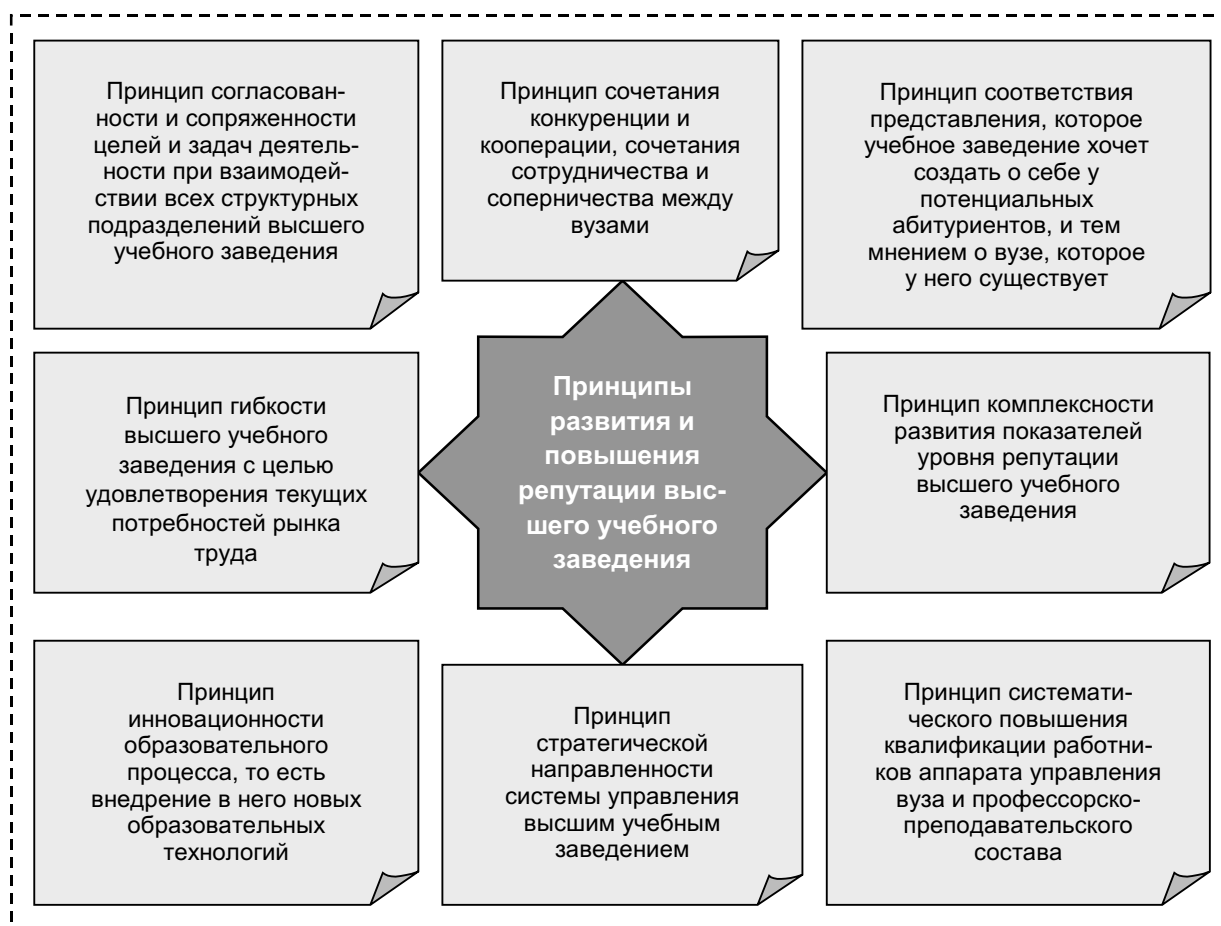 Принцип согласован-
ности и сопряженности
целей и задач деятель-
ности при взаимодей-
ствии всех структурных
подразделений высшего
учебного заведения
Принцип сочетания
конкуренции и
кооперации, сочетания
сотрудничества и
соперничества между
вузами
Принцип соответствия
представления, которое
учебное заведение хочет
создать о себе у
потенциальных
абитуриентов, и тем
мнением о вузе, которое
у него существует
Принцип гибкости
высшего учебного
заведения с целью
удовлетворения текущих
потребностей рынка
труда
Принципы
развития и
повышения
репутации выс-
шего учебного
заведения
Принцип комплексности
развития показателей
уровня репутации
высшего учебного
заведения
Принцип
инновационности
образовательного
процесса, то есть
внедрение в него новых
образовательных
технологий
Принцип
стратегической
направленности
системы управления
высшим учебным
заведением
Принцип системати-
ческого повышения
квалификации работни-
ков аппарата управления
вуза и профессорско-
преподавательского
состава